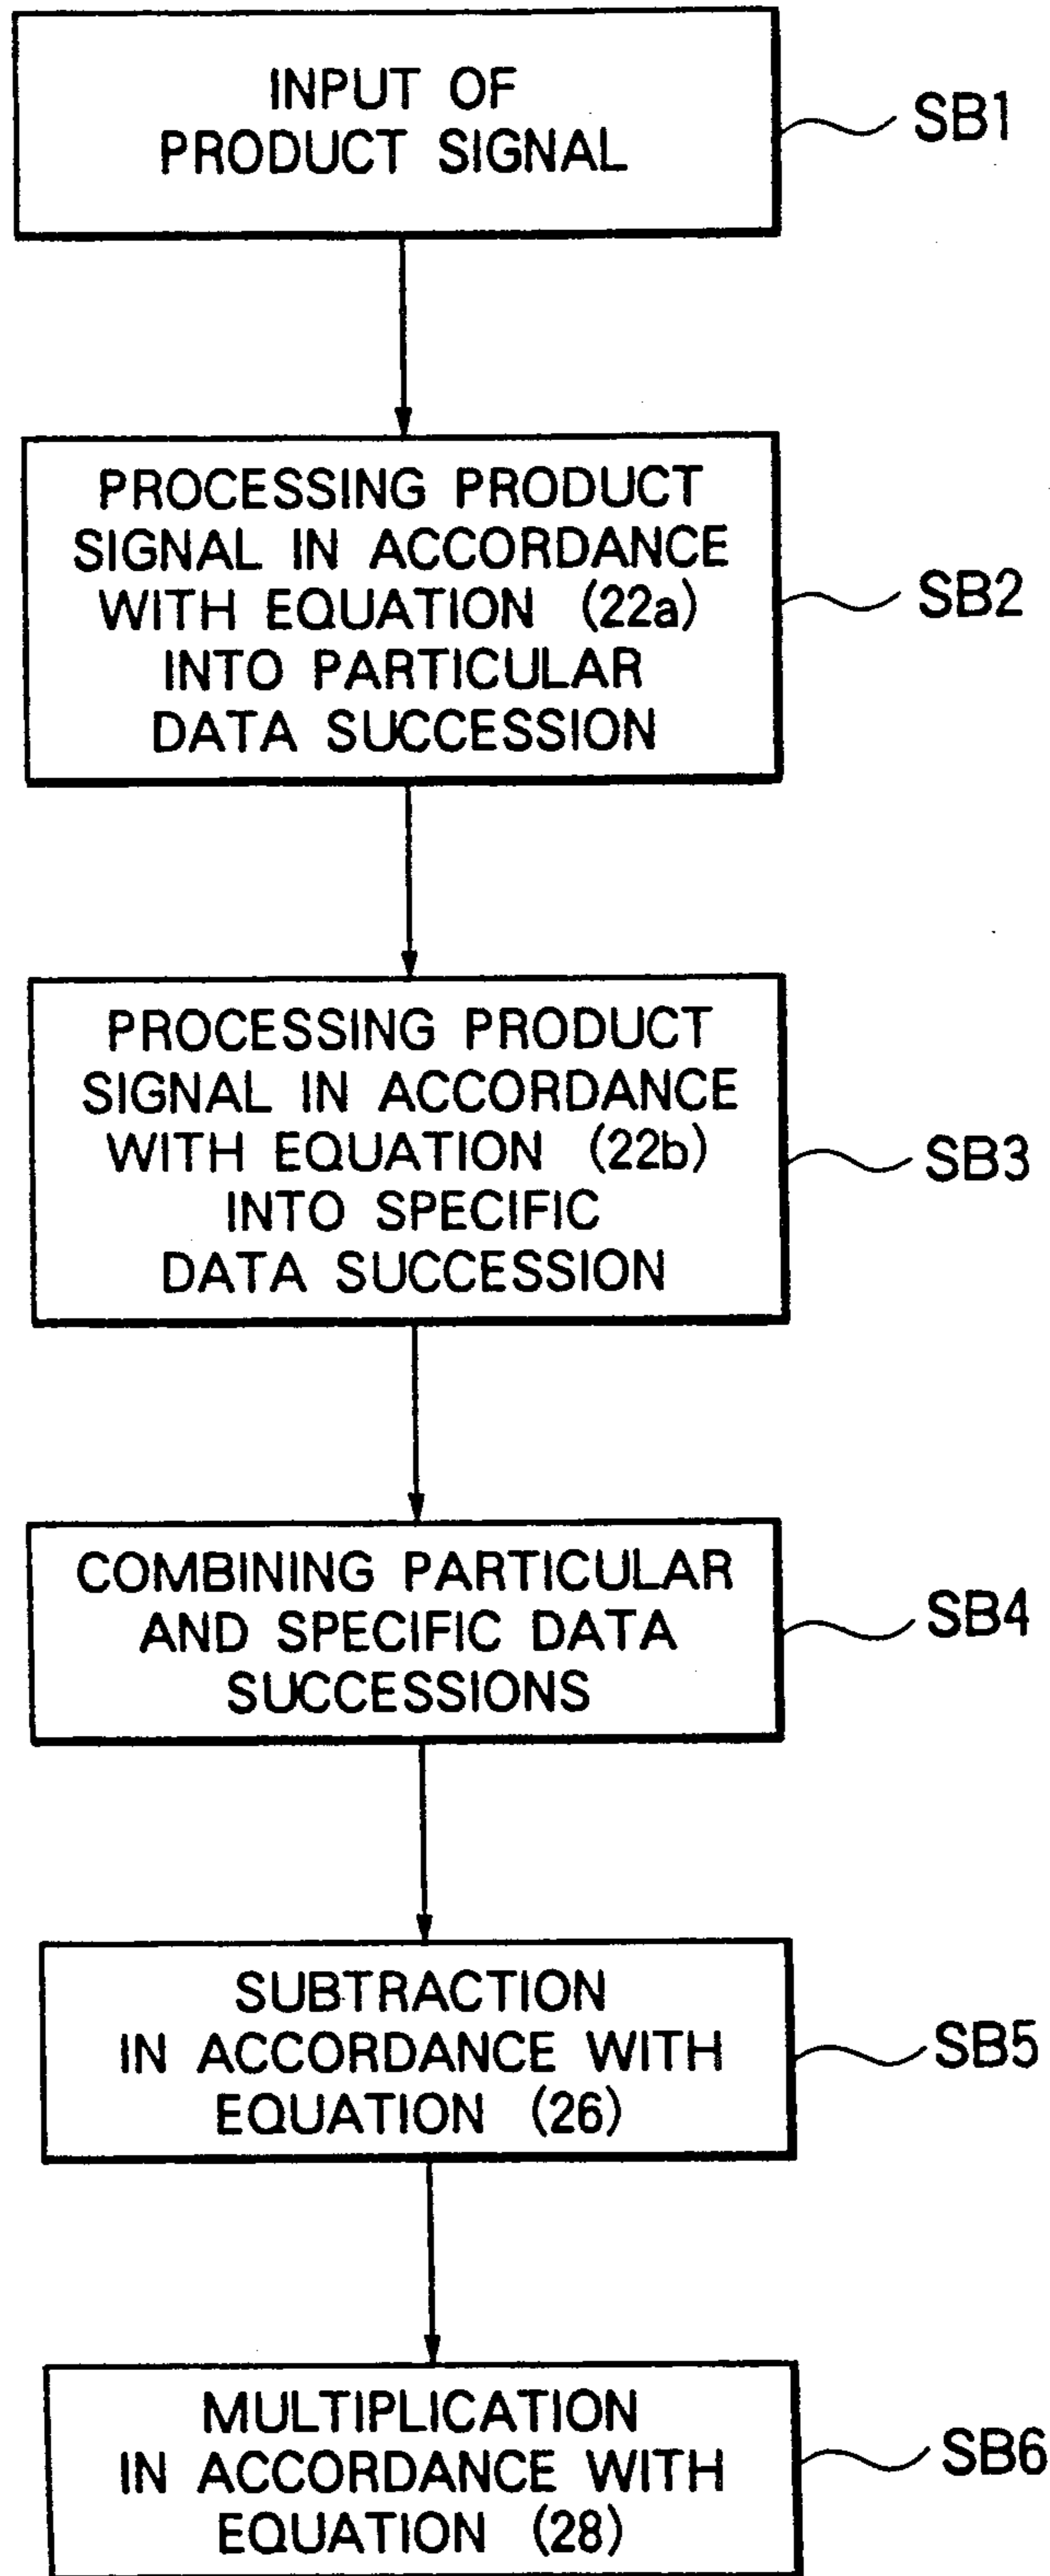 INPUT OF
PRODUCT SIGNAL
SB1
PROCESSING PRODUCT
SIGNAL IN ACCORDANCE
WITH EQUATION (22a)
INTO PARTICULAR
DATA SUCCESSION
SB2
PROCESSING PRODUCT
SIGNAL IN ACCORDANCE
WITH EQUATION (22b)
INTO SPECIFIC
DATA SUCCESSION
SB3
COMBINING PARTICULAR
AND SPECIFIC DATA
SUCCESSIONS
SB4
SUBTRACTION
IN ACCORDANCE WITH
EQUATION (26)
SB5
MULTIPLICATION
IN ACCORDANCE WITH
EQUATION (28)
SB6